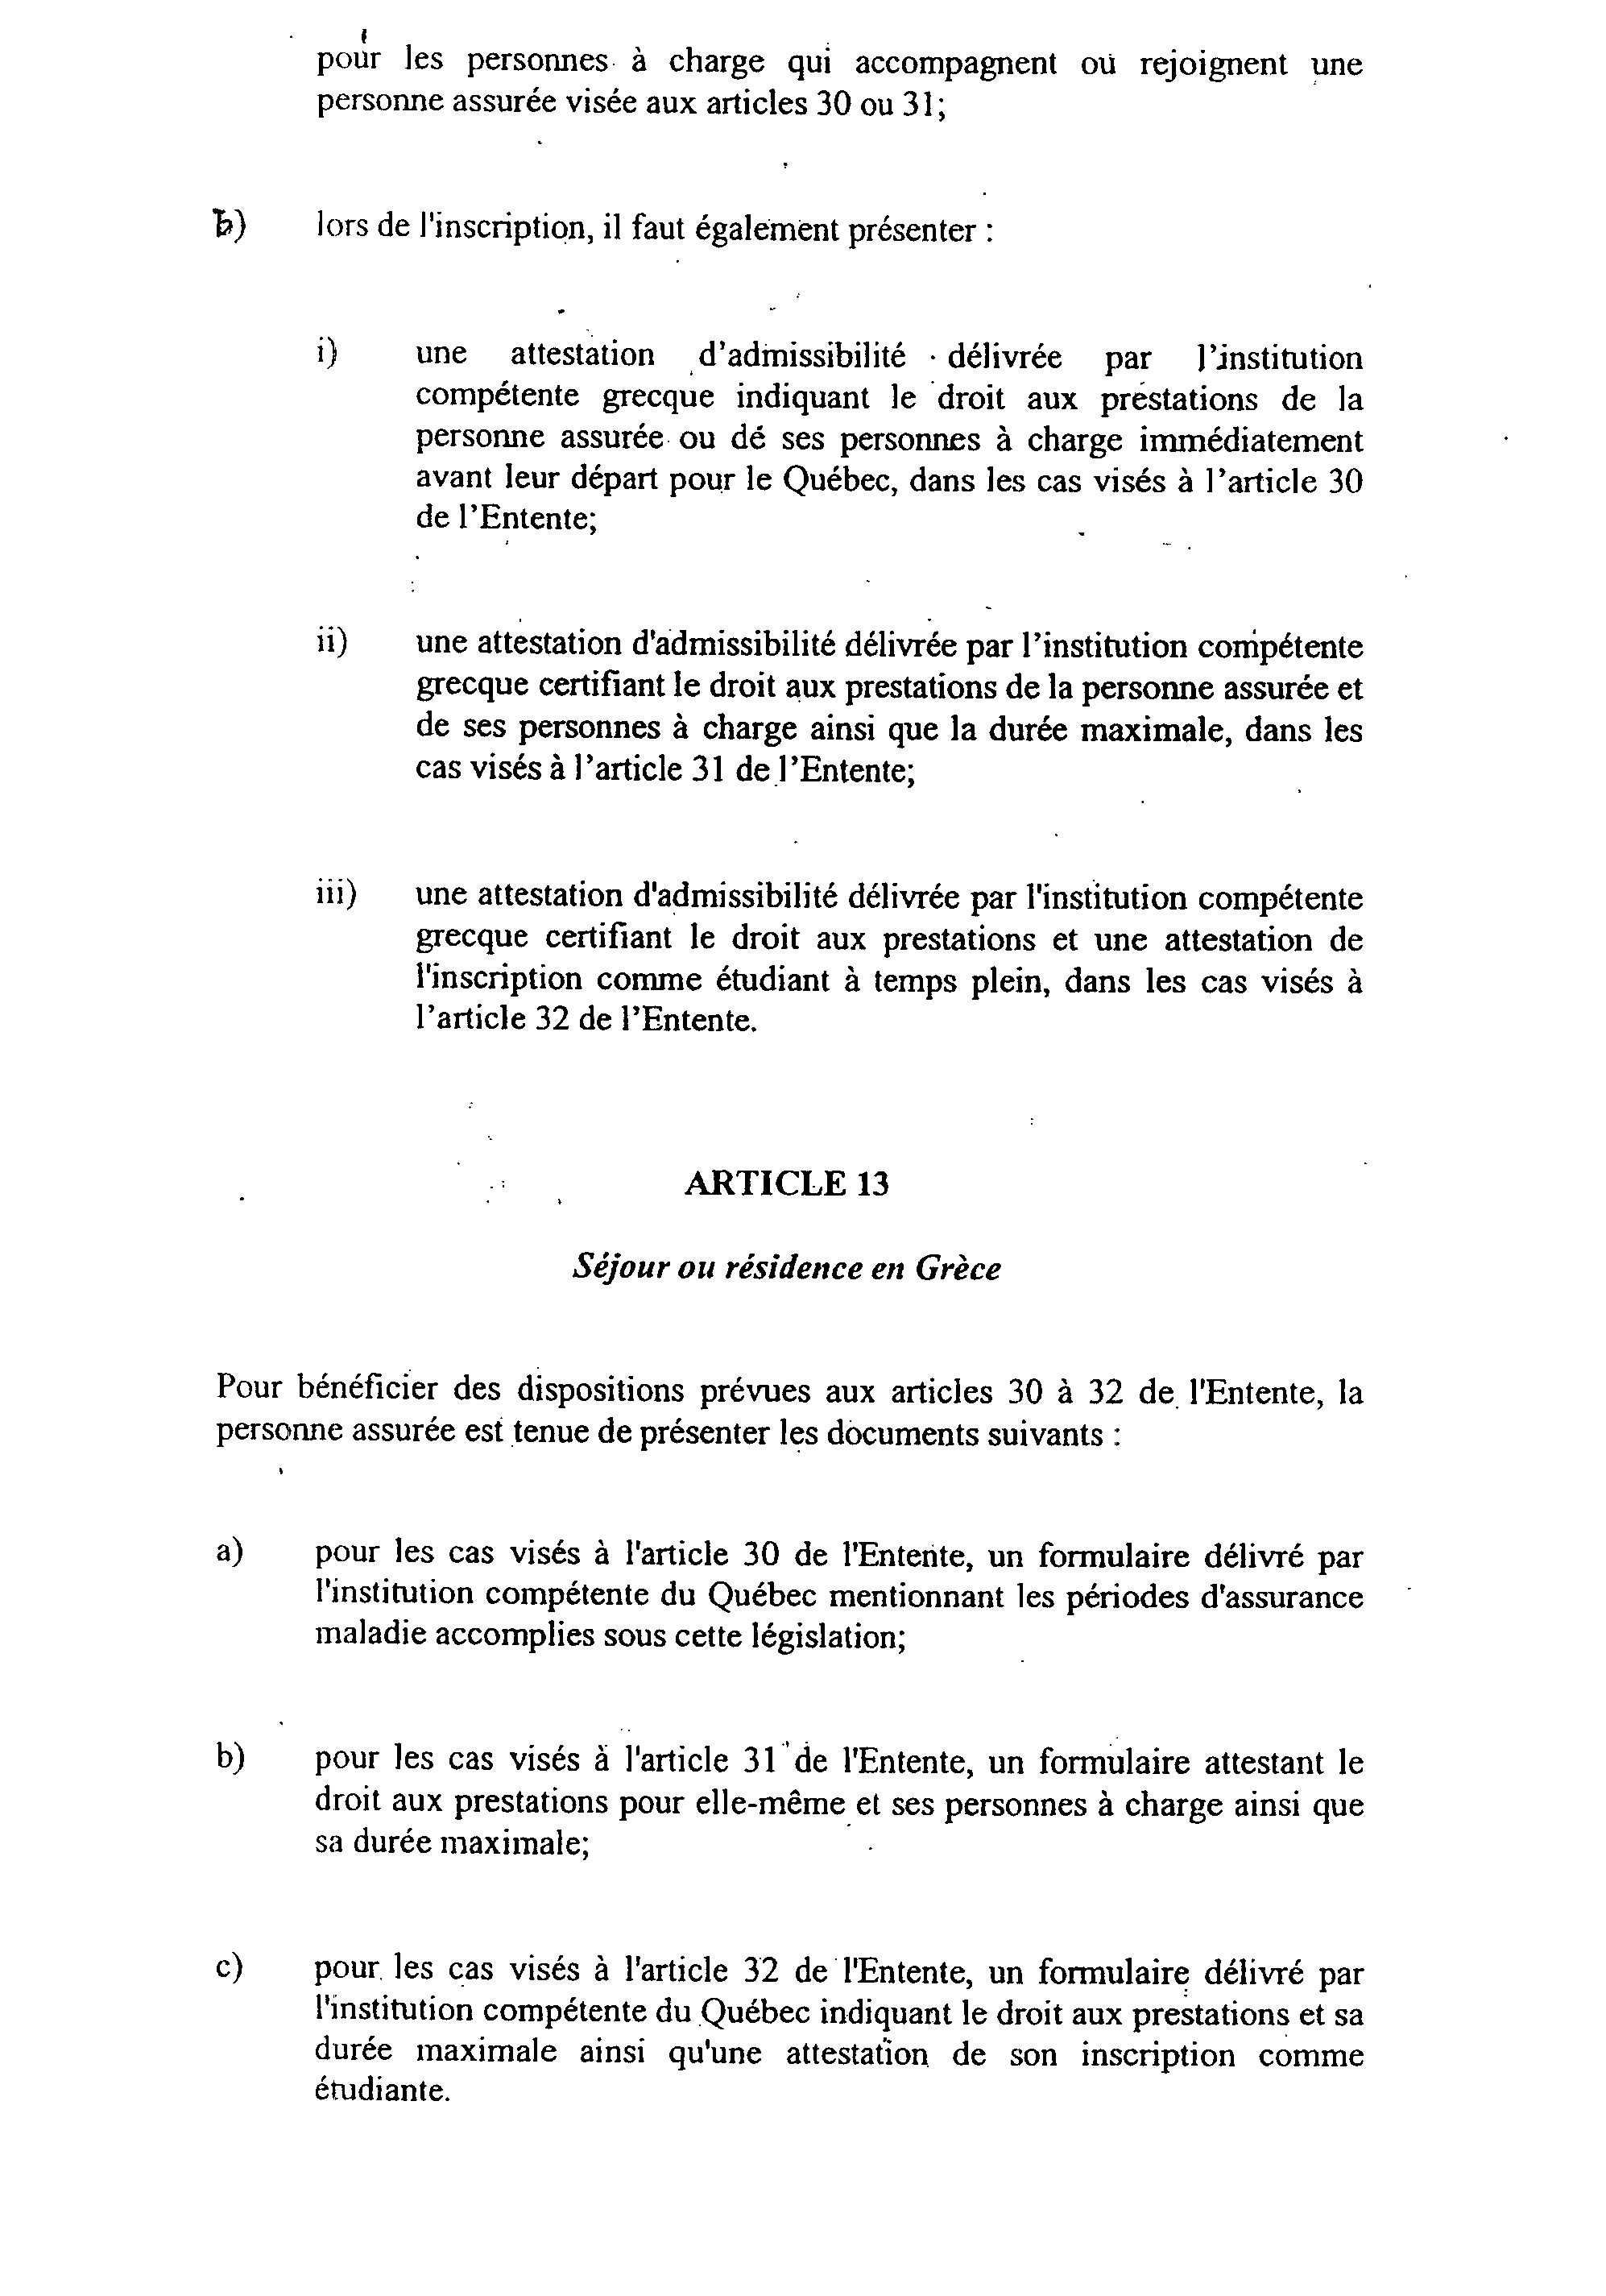 pour les personnes à charge qui accompagnent ou rejoignent une
personne assurée visée aux articles 30 ou 31;
b) lors de l'inscription, il faut également présenter :
i) une attestation d’admissibilité délivrée par l’institution
compétente grecque indiquant le droit aux prestations de la
personne assurée ou de ses personnes à charge immédiatement
avant leur départ pour le Québec, dans les cas visés à l’article 30
de l’Entente;
ii) une attestation d'admissibilité délivrée par l’institution compétente
grecque certifiant le droit aux prestations de la personne assurée et
de ses personnes à charge ainsi que la durée maximale, dans les
cas visés à l’article 31 de l’Entente;
iii) une attestation d'admissibilité délivrée par l'institution compétente
grecque certifiant le droit aux prestations et une attestation de
l'inscription comme étudiant à temps plein, dans les cas visés à
l’article 32 de l’Entente.
ARTICLE 13
Séjour ou résidence en Grèce
Pour bénéficier des dispositions prévues aux articles 30 à 32 de l'Entente, la
personne assurée est tenue de présenter les documents suivants :
a) pour les cas visés à l'article 30 de l'Entente, un formulaire délivré par
l'institution compétente du Québec mentionnant les périodes d'assurance
maladie accomplies sous cette législation;
b) pour les cas visés à l'article 31 de l'Entente, un formulaire attestant le
droit aux prestations pour elle-même et ses personnes à charge ainsi que
sa durée maximale;
c) pour les cas visés à l'article 32 de l'Entente, un formulaire délivré par
l'institution compétente du Québec indiquant le droit aux prestations et sa
durée maximale ainsi qu'une attestation de son inscription comme
étudiante.